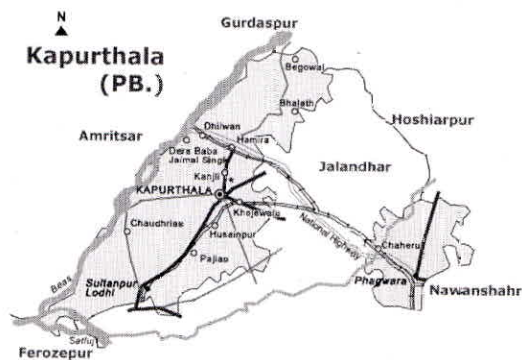 N
Gurdaspur
Kapurthala
(PB.)
Begowal
Bhalath
Hoshiarpur
Amritsar
Dhilwan
Hamira
Dera Baba
Jaimal Singh
Jalandhar
Kanjli
KAPURTHALA
Khojewala
Chaudhrias
National Highway
Husainpur
Chaheru
Pajian
Sultanpur
Lodhi
Beas
Phagwara
Nawanshahr
Satluj
Ferozepur